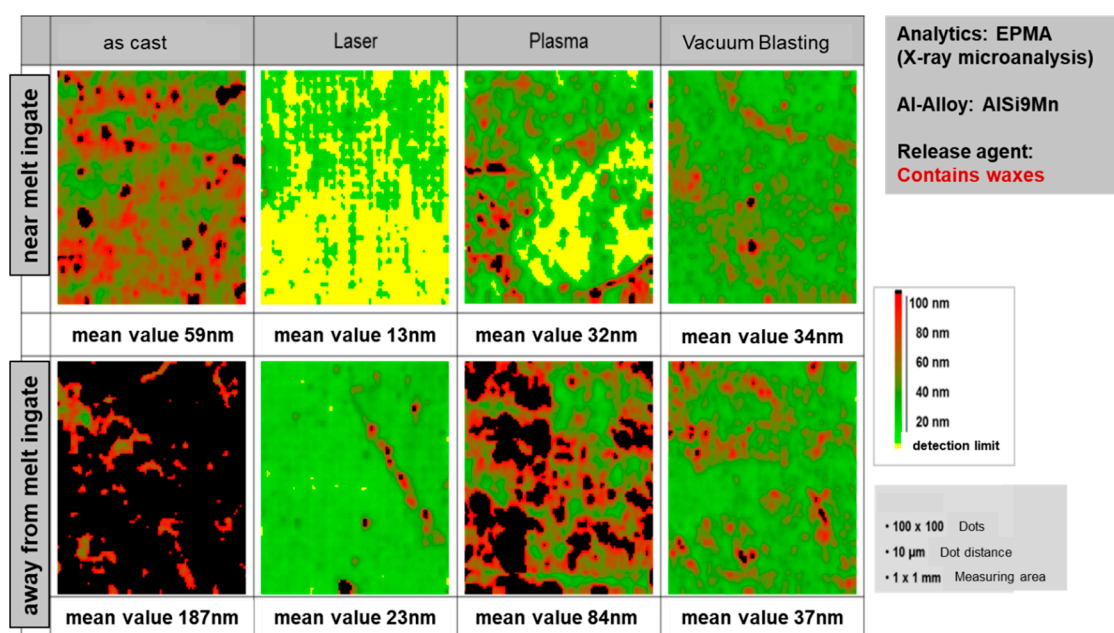 as cast
Laser
Plasma
Vacuum Blasting
near melt ingate
mean value 59nm
mean value 13nm
mean value 32nm
mean value 34nm
away from melt ingate
mean value 187nm
mean value 23nm
mean value 84nm
mean value 37nm
Analytics: EPMA
(X-ray microanalysis)
Al-Alloy: AlSi9Mn
Release agent:
Contains waxes
100 nm
80 nm
60 nm
40 nm
20 nm
detection limit
• 100 x 100 Dots
• 10 µm Dot distance
• 1 x 1 mm Measuring area